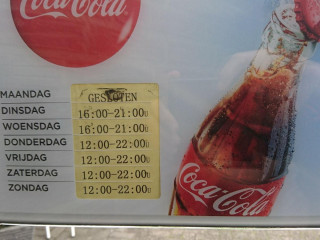 Coca-Cola
MAANDAG GESLOTEN
DINSDAG 16:00-21:00U
WOENSDAG 16:00-21:00U
DONDERDAG 12:00-22:00U
VRIJDAG 12:00-22:00U
ZATERDAG 12:00-22:00U
ZONDAG 12:00-22:00U
Coca-Cola